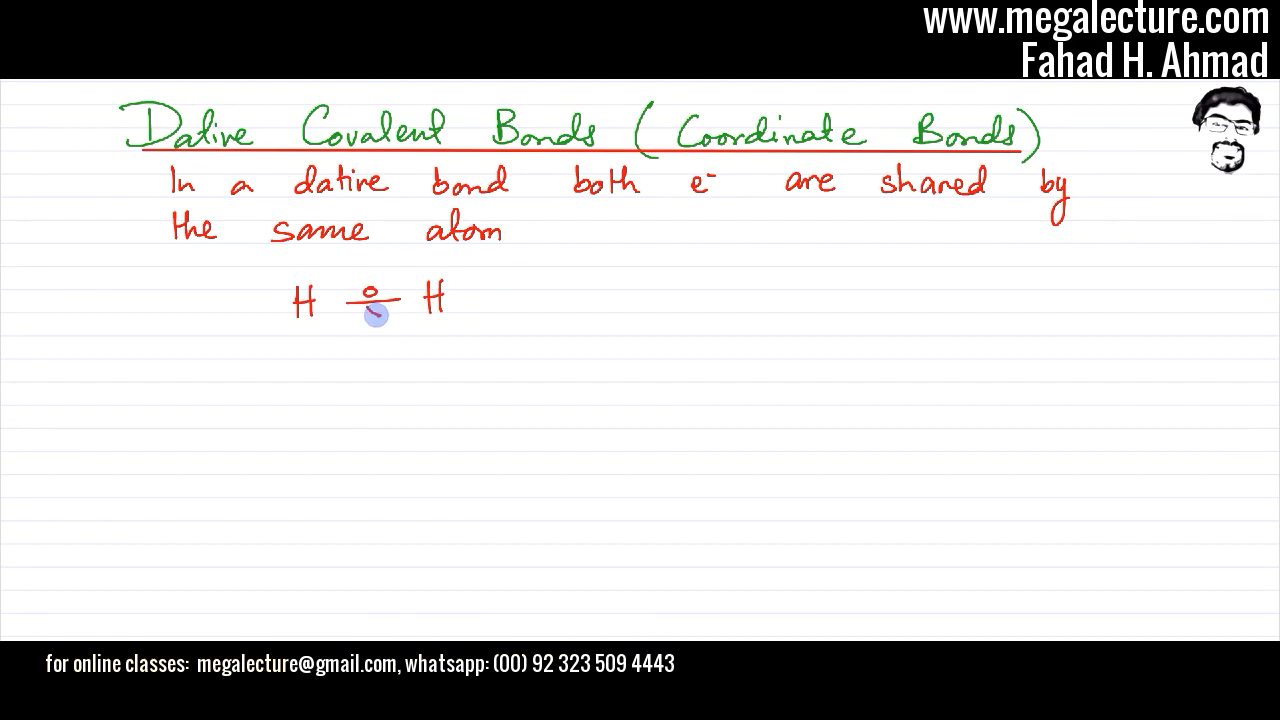 www.megalecture.com
Fahad H. Ahmad
Dative Covalent Bonds (Coordinate Bonds)
In a dative bond both e⁻ are shared by
the same atom
H H
for online classes: megalecture@gmail.com, whatsapp: (00) 92 323 509 4443